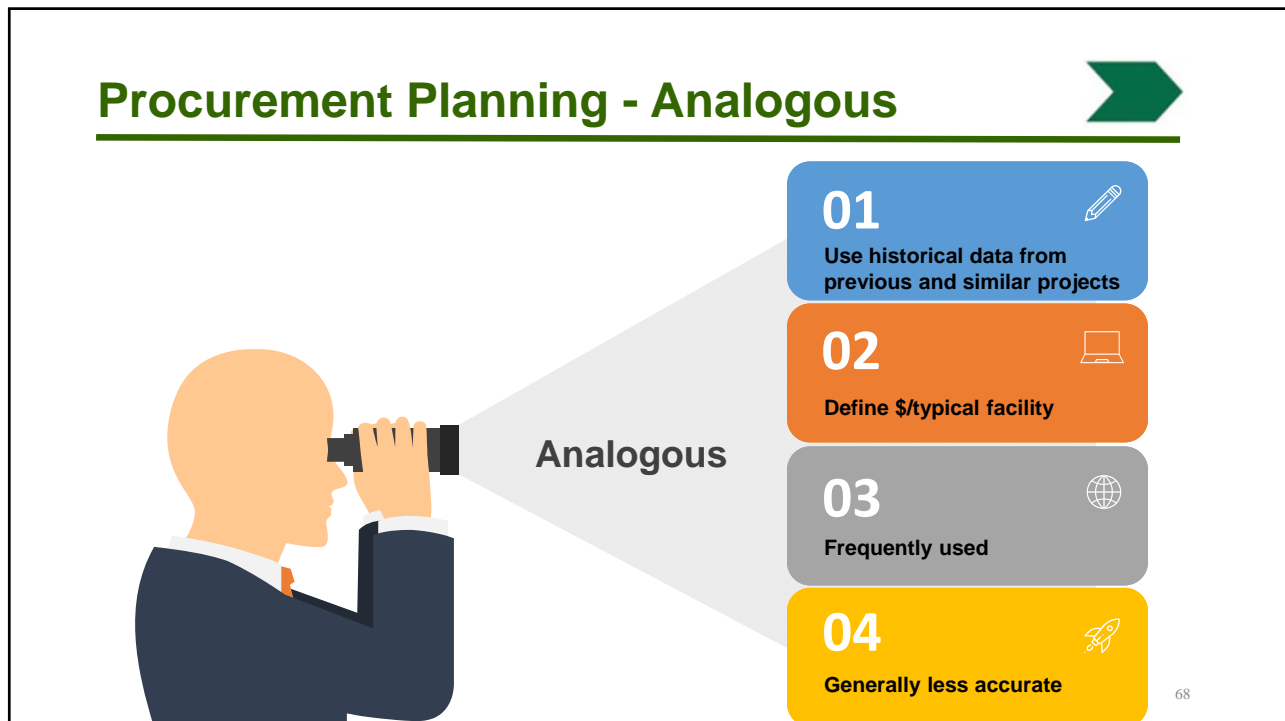 Procurement Planning - Analogous
Analogous
01
Use historical data from
previous and similar projects
02
Define $/typical facility
03
Frequently used
04
Generally less accurate
68